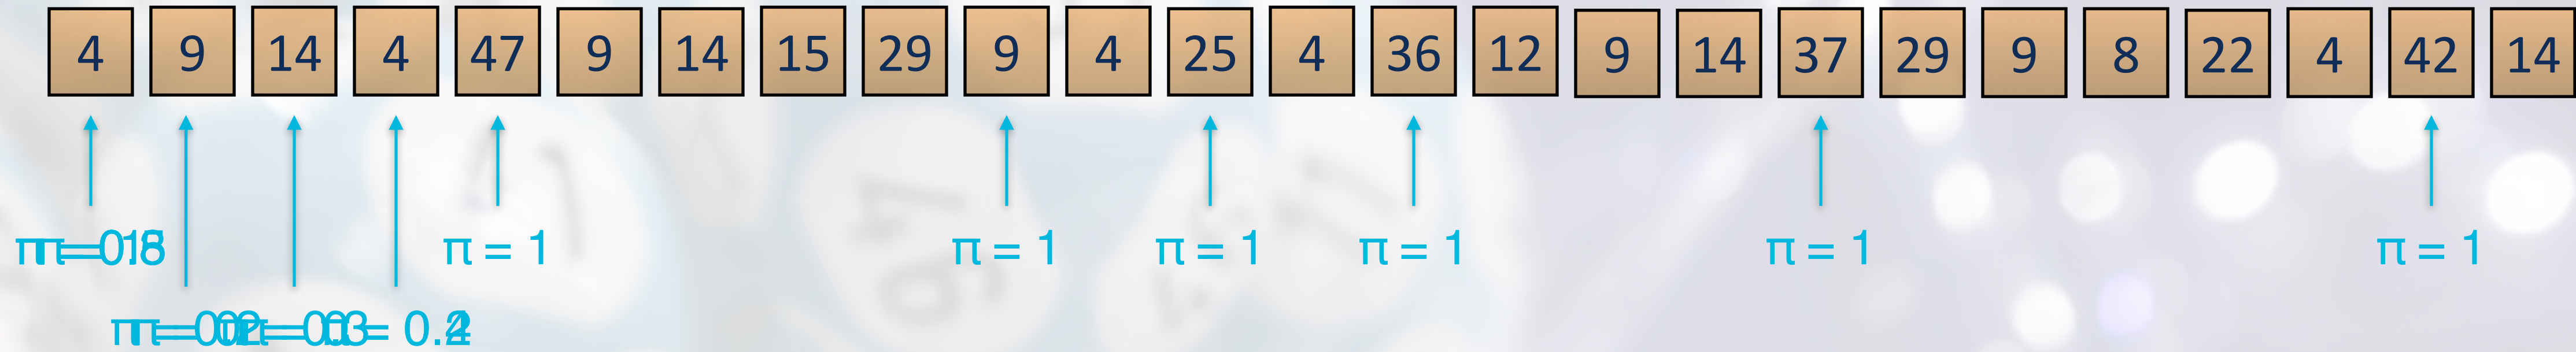 4 9 14 4 47 9 14 15 29 9 4 25 4 36 12 9 14 37 29 9 8 22 4 42 14
π = 1 π = 1 π = 1 π = 1 π = 1 π = 1